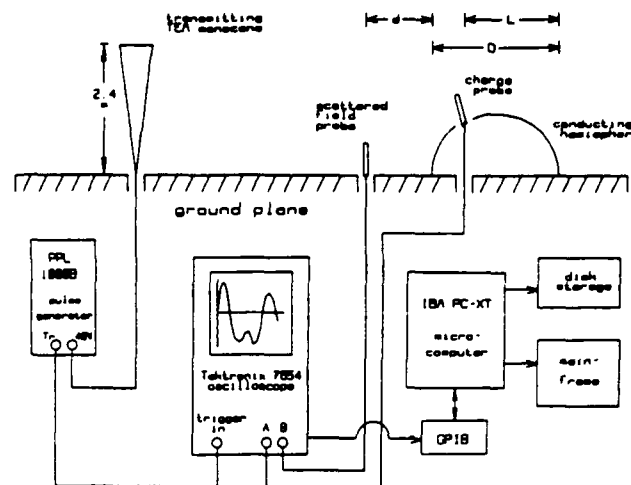 transmitting
TEM monocone
2.4
m
d
L
D
charge
probe
scattered
field
probe
conducting
hemisphere
ground plane
PPL
1000B
pulse
generator
Tr
40V
Tektronix 7854
oscilloscope
trigger
in
A B
IBM PC-XT
micro-
computer
disk
storage
main-
frame
GPIB